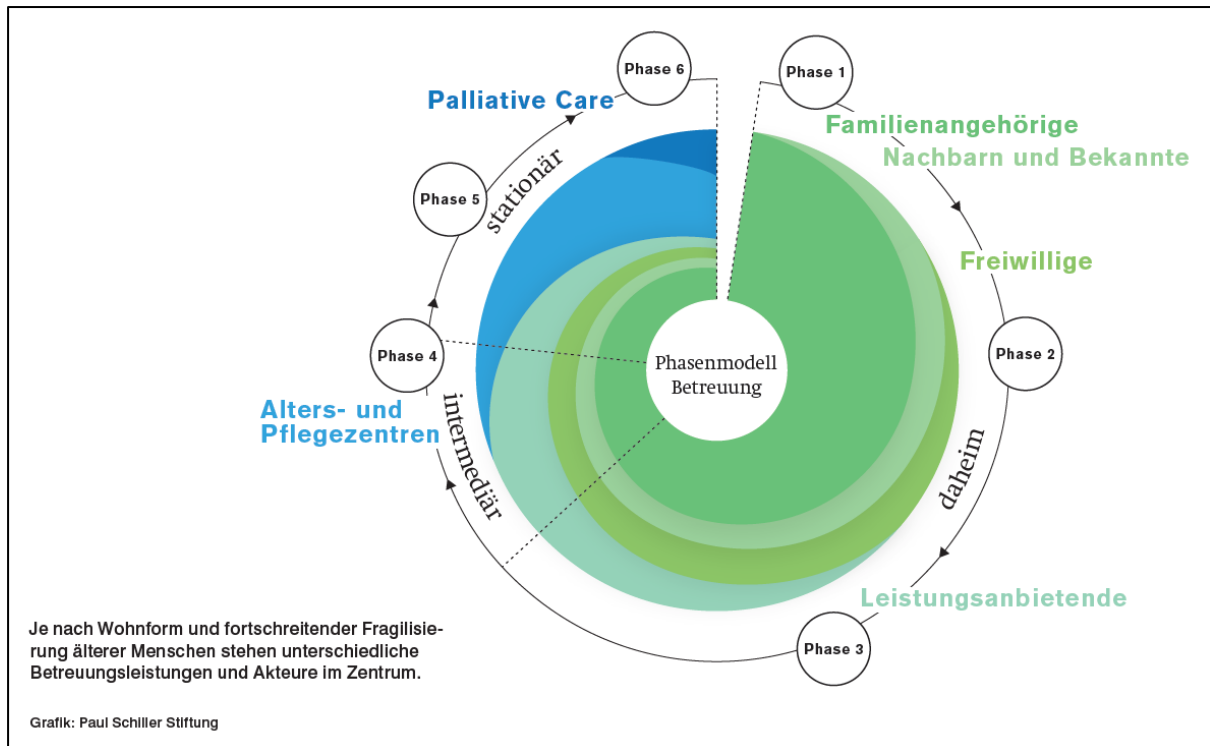 Phase 6
Phase 1
Palliative Care
Familienangehörige
Nachbarn und Bekannte
stationär
Phase 5
Freiwillige
Phase 4
Phasenmodell
Betreuung
Phase 2
Alters- und
Pflegezentren
intermediär
daheim
Leistungsanbietende
Phase 3
Je nach Wohnform und fortschreitender Fragilisie-
rung älterer Menschen stehen unterschiedliche
Betreuungsleistungen und Akteure im Zentrum.
Grafik: Paul Schiller Stiftung